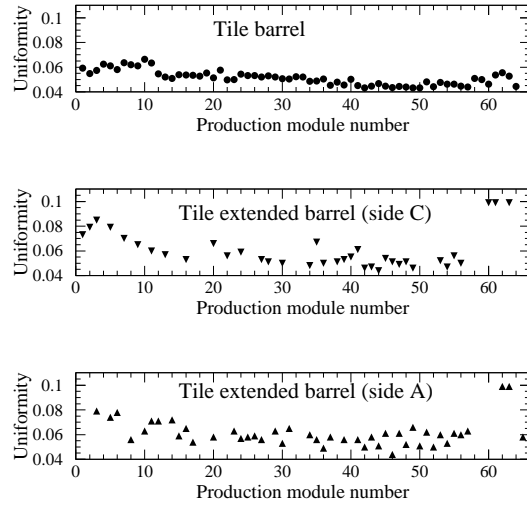 Uniformity
0.1
0.08
0.06
0.04
Tile barrel
0 10 20 30 40 50 60
Production module number
Uniformity
0.1
0.08
0.06
0.04
Tile extended barrel (side C)
0 10 20 30 40 50 60
Production module number
Uniformity
0.1
0.08
0.06
0.04
Tile extended barrel (side A)
0 10 20 30 40 50 60
Production module number